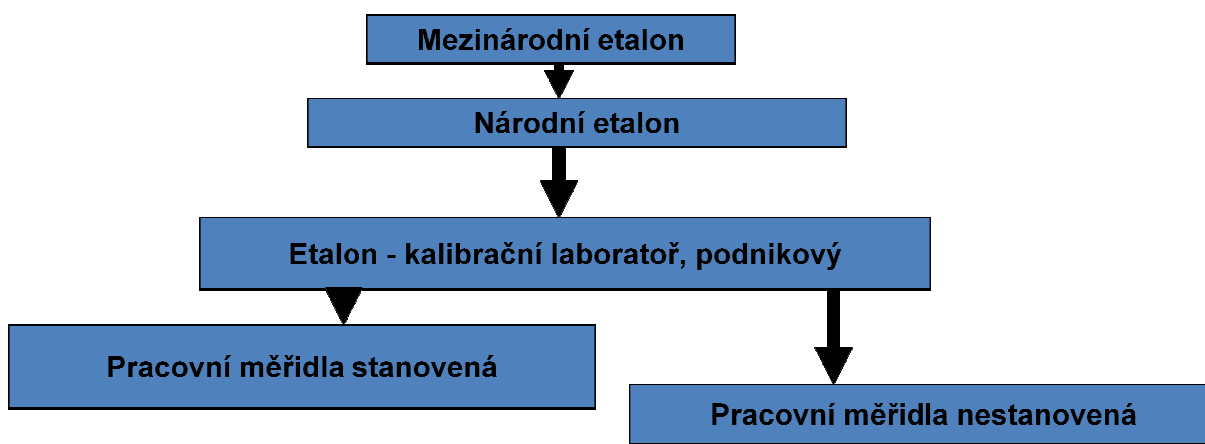 Mezinárodní etalon
Národní etalon
Etalon - kalibrační laboratoř, podnikový
Pracovní měřidla stanovená
Pracovní měřidla nestanovená